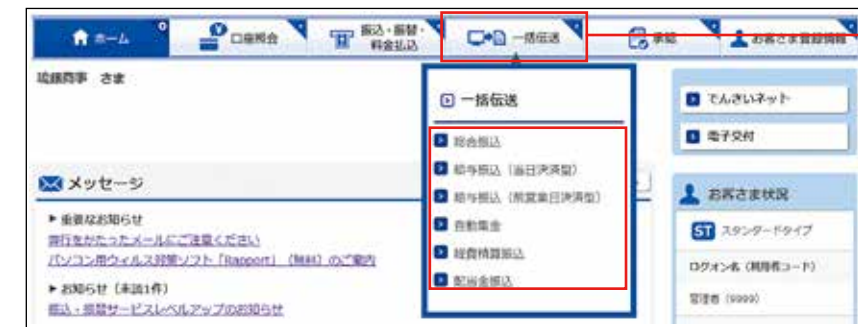 ホーム
口座照会
振込・振替・
料金払込
一括伝送
承認
お客さま登録情報
琉銀商事 さま
一括伝送
総合振込
給与振込（当日決済型）
給与振込（前営業日決済型）
自動集金
経費精算振込
配当金振込
でんさいネット
電子交付
メッセージ
▶ 重要なお知らせ
当行をかたったメールにご注意ください
パソコン用ウィルス対策ソフト「Rapport」（無料）のご案内
▶ お知らせ（未読1件）
振込・振替サービスレベルアップのお知らせ
お客さま状況
ST スタンダードタイプ
ログオン名（利用者コード）
管理者（9999）